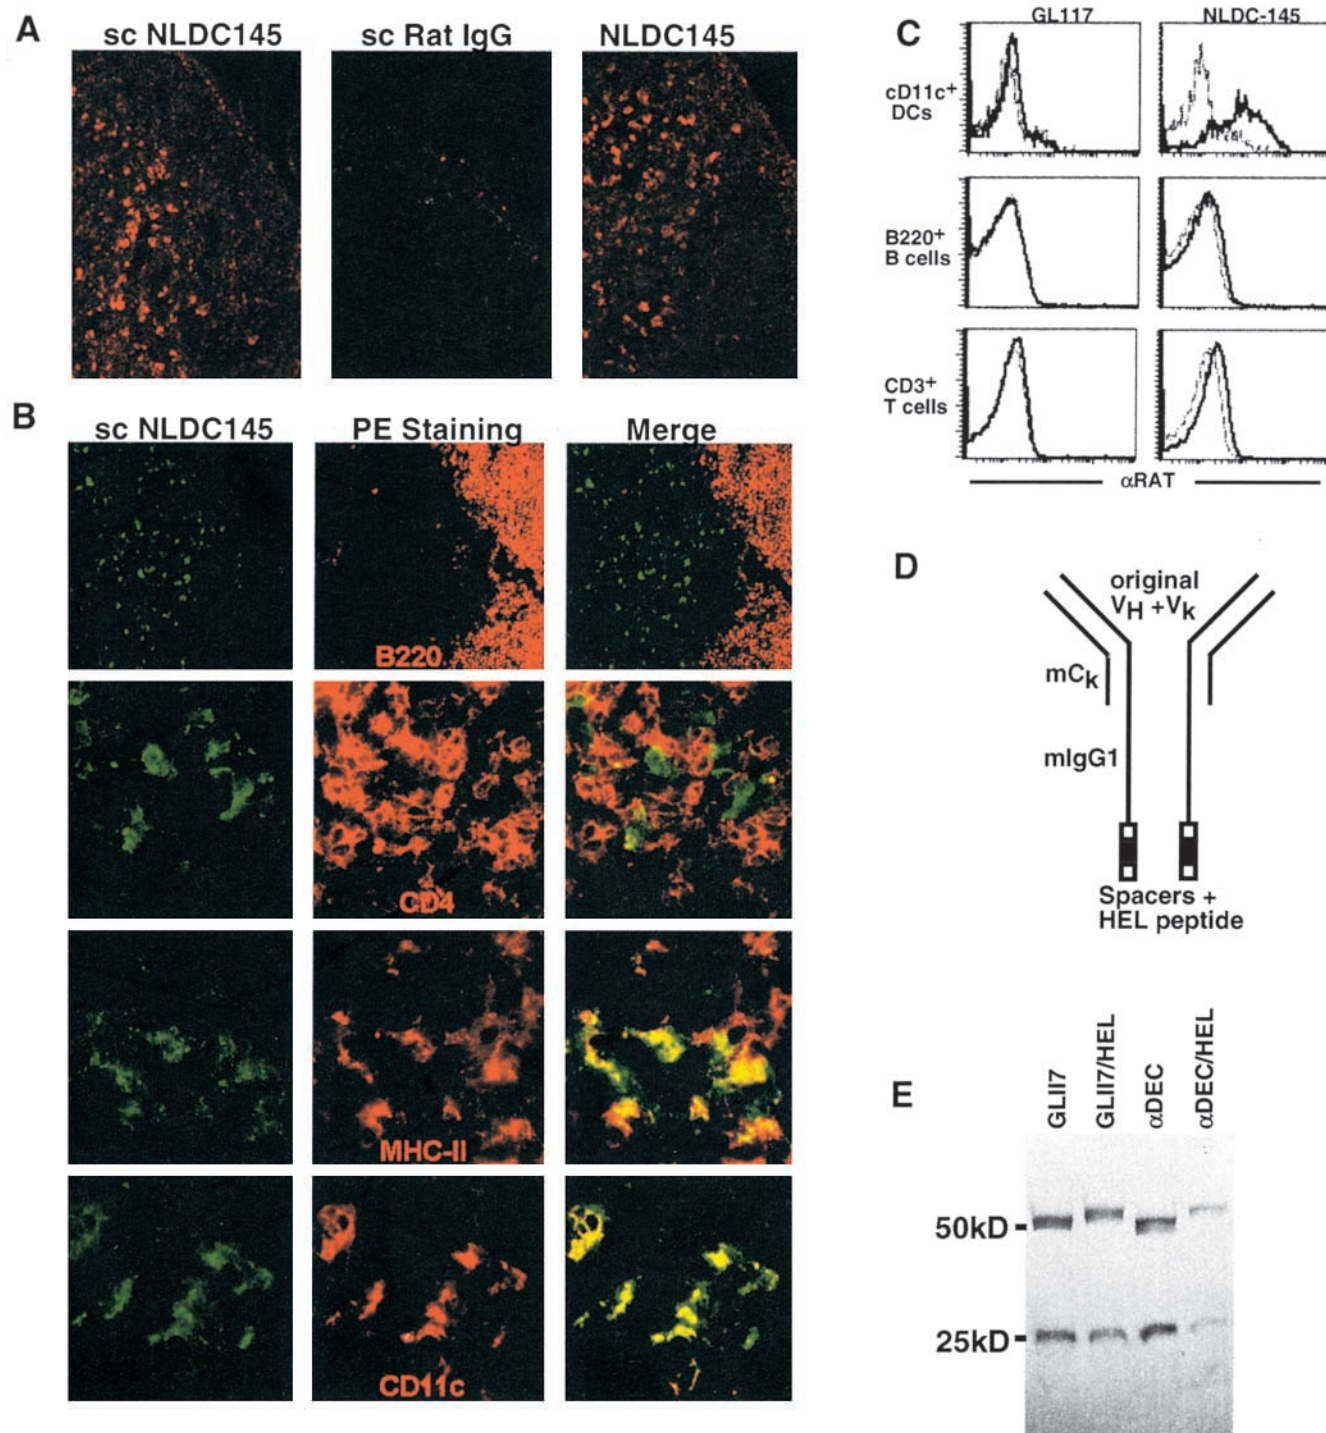 A
sc NLDC145
sc Rat IgG
NLDC145
B
sc NLDC145
PE Staining
Merge
B220
CD4
MHC-II
CD11c
C
GL117
NLDC-145
cD11c+
DCs
B220+
B cells
CD3+
T cells
αRAT
D
original
VH +Vk
mCk
mIgG1
Spacers +
HEL peptide
E
GLII7
GLII7/HEL
αDEC
αDEC/HEL
50kD
25kD